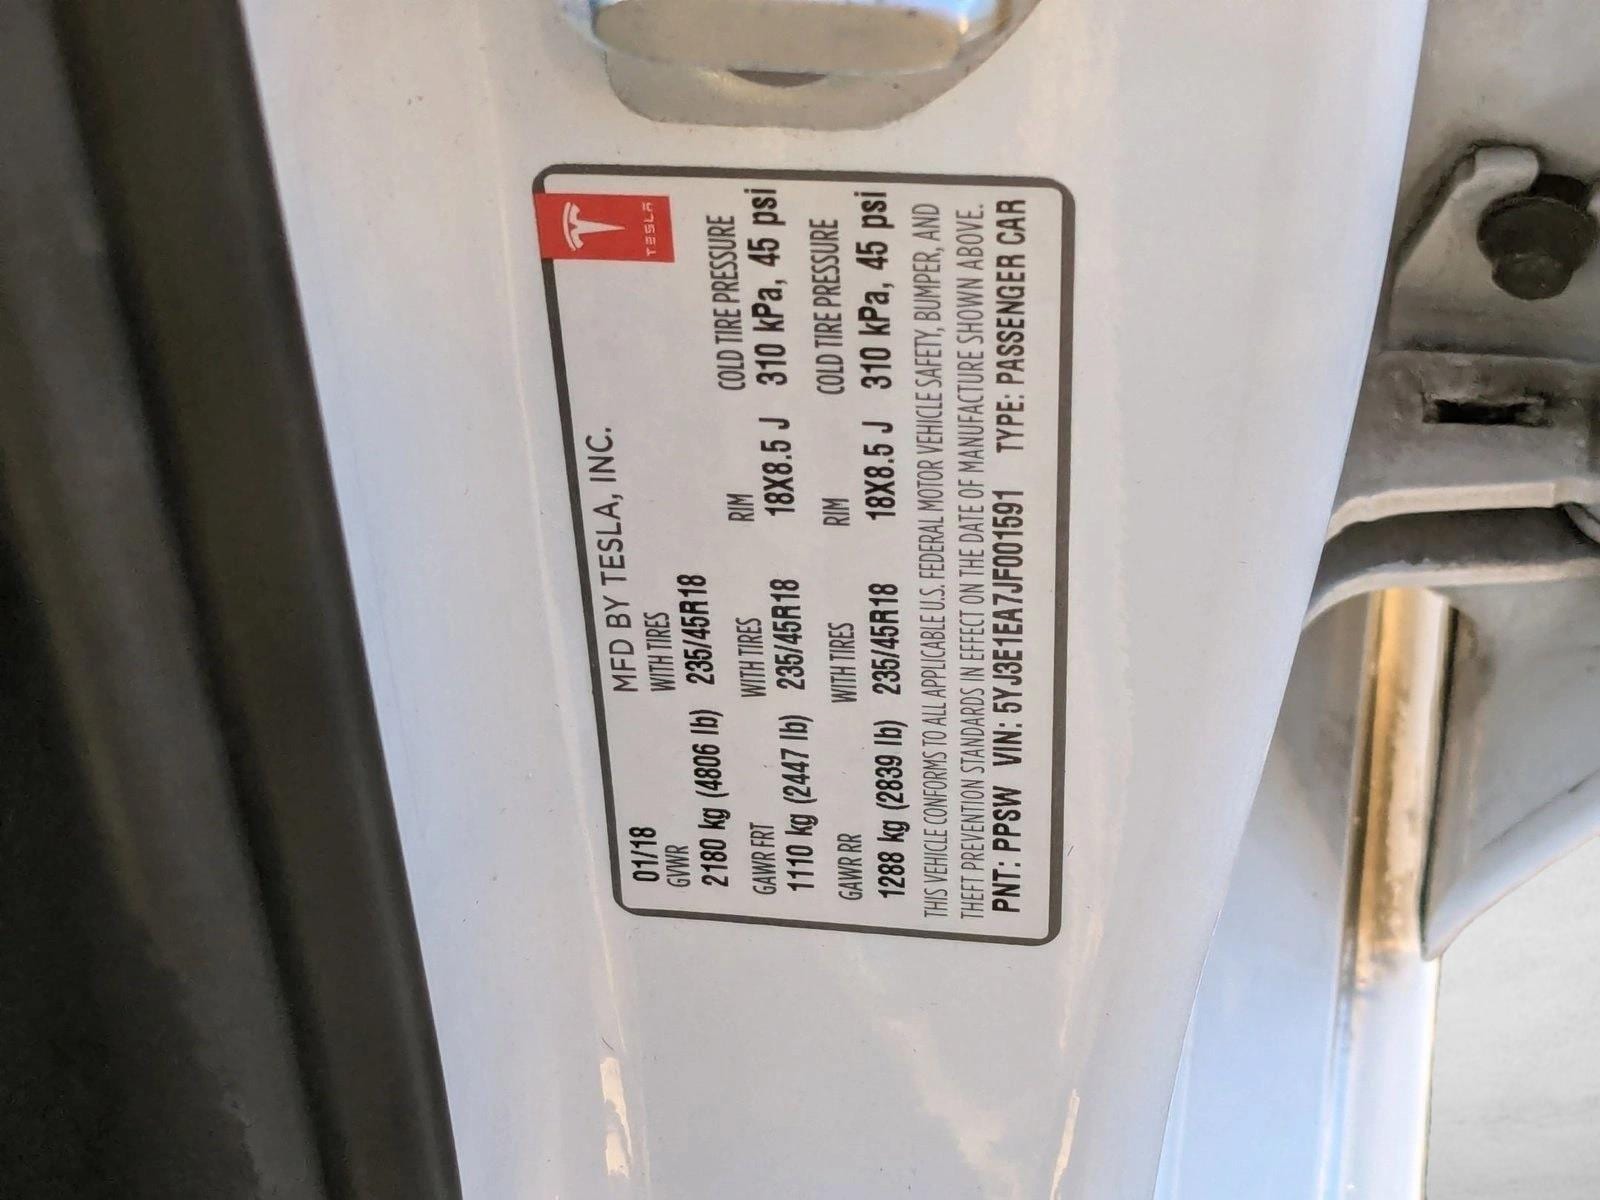 TESLA
01/18 MFD BY TESLA, INC.
GVWR WITH TIRES
2180 kg (4806 lb) 235/45R18
GAWR FRT WITH TIRES RIM COLD TIRE PRESSURE
1110 kg (2447 lb) 235/45R18 18X8.5 J 310 kPa, 45 psi
GAWR RR WITH TIRES RIM COLD TIRE PRESSURE
1288 kg (2839 lb) 235/45R18 18X8.5 J 310 kPa, 45 psi
THIS VEHICLE CONFORMS TO ALL APPLICABLE U.S. FEDERAL MOTOR VEHICLE SAFETY, BUMPER, AND
THEFT PREVENTION STANDARDS IN EFFECT ON THE DATE OF MANUFACTURE SHOWN ABOVE.
PNT: PPSW VIN: 5YJ3E1EA7JF001591 TYPE: PASSENGER CAR